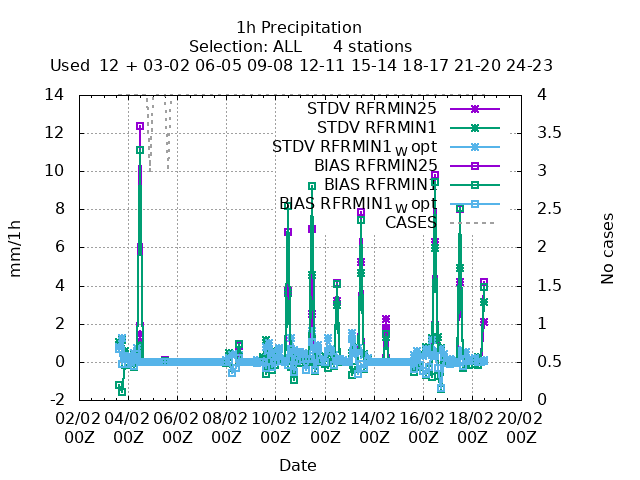 1h Precipitation
Selection: ALL 4 stations
Used 12 + 03-02 06-05 09-08 12-11 15-14 18-17 21-20 24-23
14 4
12 3.5
10 3
8 2.5
6 2
4 1.5
2 1
0 0.5
-2 0
STDV RFRMIN25
STDV RFRMIN1
STDV RFRMIN1_W opt
BIAS RFRMIN25
BIAS RFRMIN1
BIAS RFRMIN1_W opt
CASES
mm/1h
No cases
02/02 04/02 06/02 08/02 10/02 12/02 14/02 16/02 18/02 20/02
00Z 00Z 00Z 00Z 00Z 00Z 00Z 00Z 00Z 00Z
Date